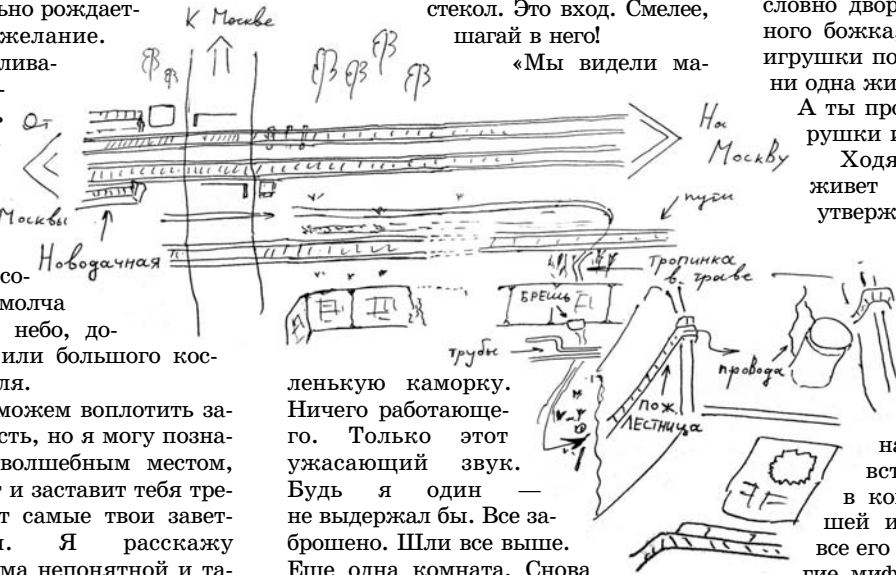 ьно рождает-
желание.
лива-
-
со-
молча
небо, до-
или большого кос-
ля.
можем воплотить за-
сть, но я могу позна-
волшебным местом,
т и заставит тебя тре-
т самые твои завет-
и. Я расскажу
ма непонятной и та-
стекол. Это вход. Смелее,
шагай в него!
«Мы видели ма-
ленькую каморку.
Ничего работающе-
го. Только этот
ужасающий звук.
Будь я один —
не выдержал бы. Все за-
брошено. Шли все выше.
Еще одна комната. Снова
словно двор
ного божка.
игрушки по
ни одна жи
А ты про
рушки и
Ходя
живет
утверж
на
вст
в ко
шей и
все его
гие миф
К Москве
От
Москвы
На
Москву
Новодачная
пути
Тропинка
в траве
БРЕШЬ
трубы
провода
ПОЖ.
ЛЕСТНИЦА